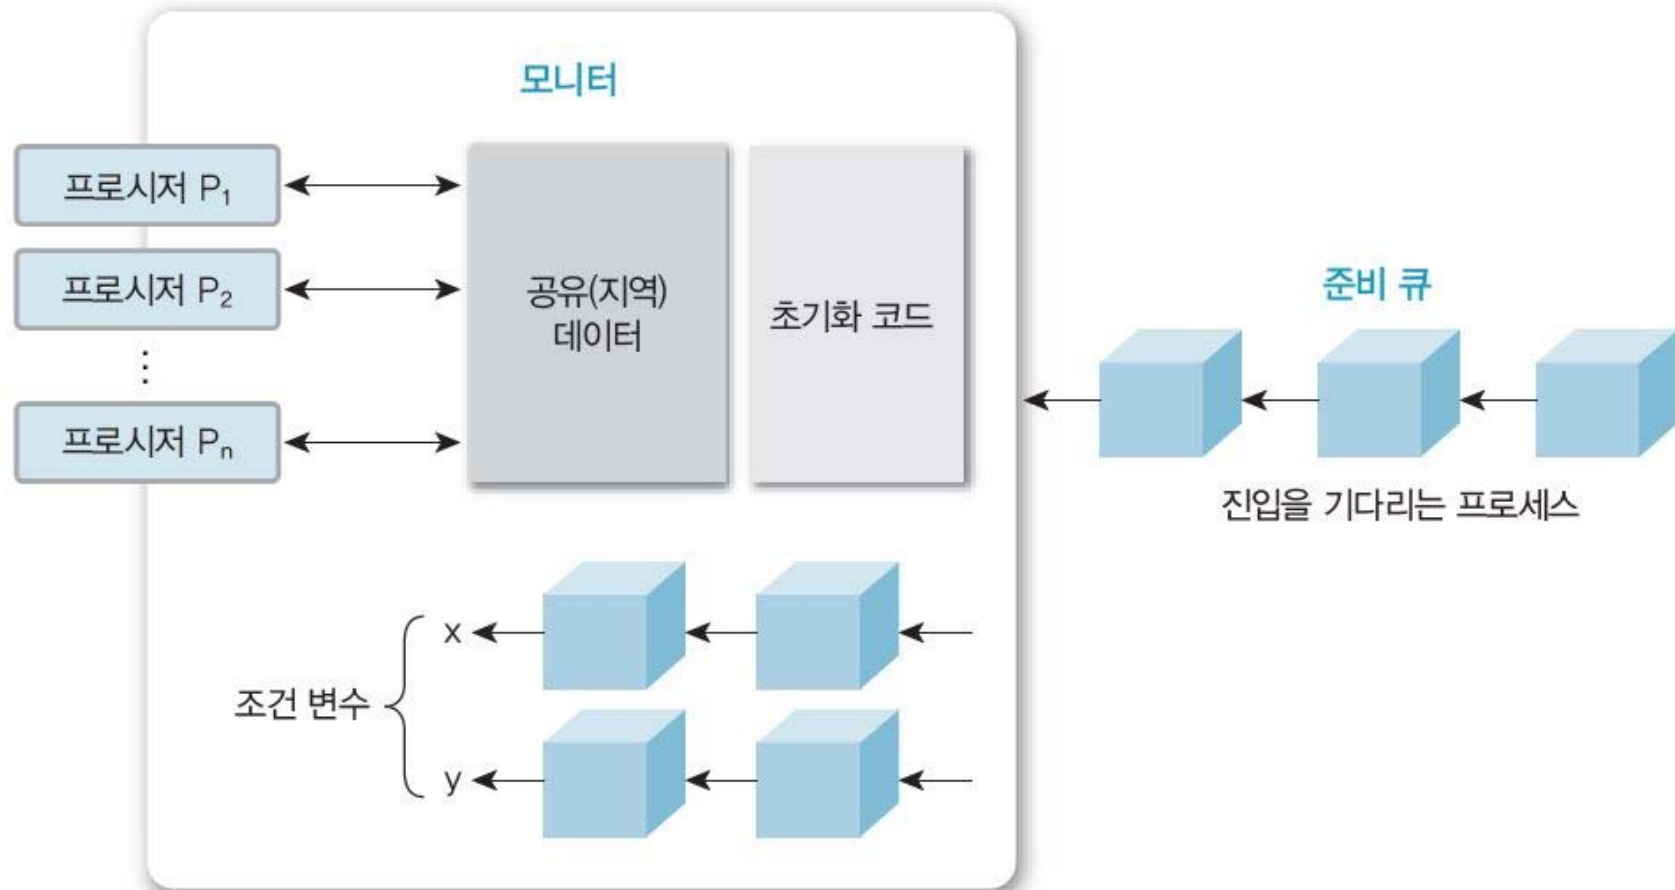 모니터
프로시저 P1
프로시저 P2
⋮
프로시저 Pn
공유(지역)
데이터
초기화 코드
준비 큐
진입을 기다리는 프로세스
조건 변수
x
y